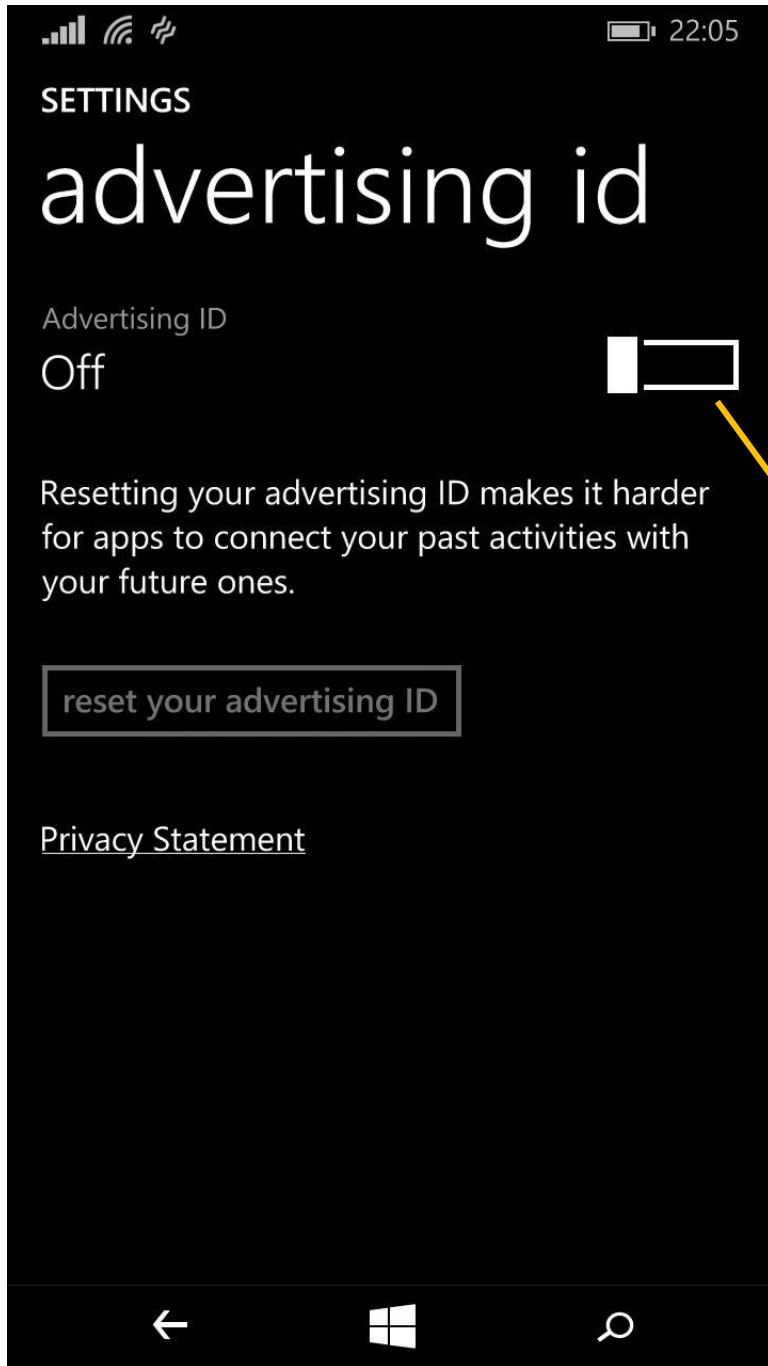 22:05
SETTINGS
advertising id
Advertising ID
Off
Resetting your advertising ID makes it harder
for apps to connect your past activities with
your future ones.
reset your advertising ID
Privacy Statement